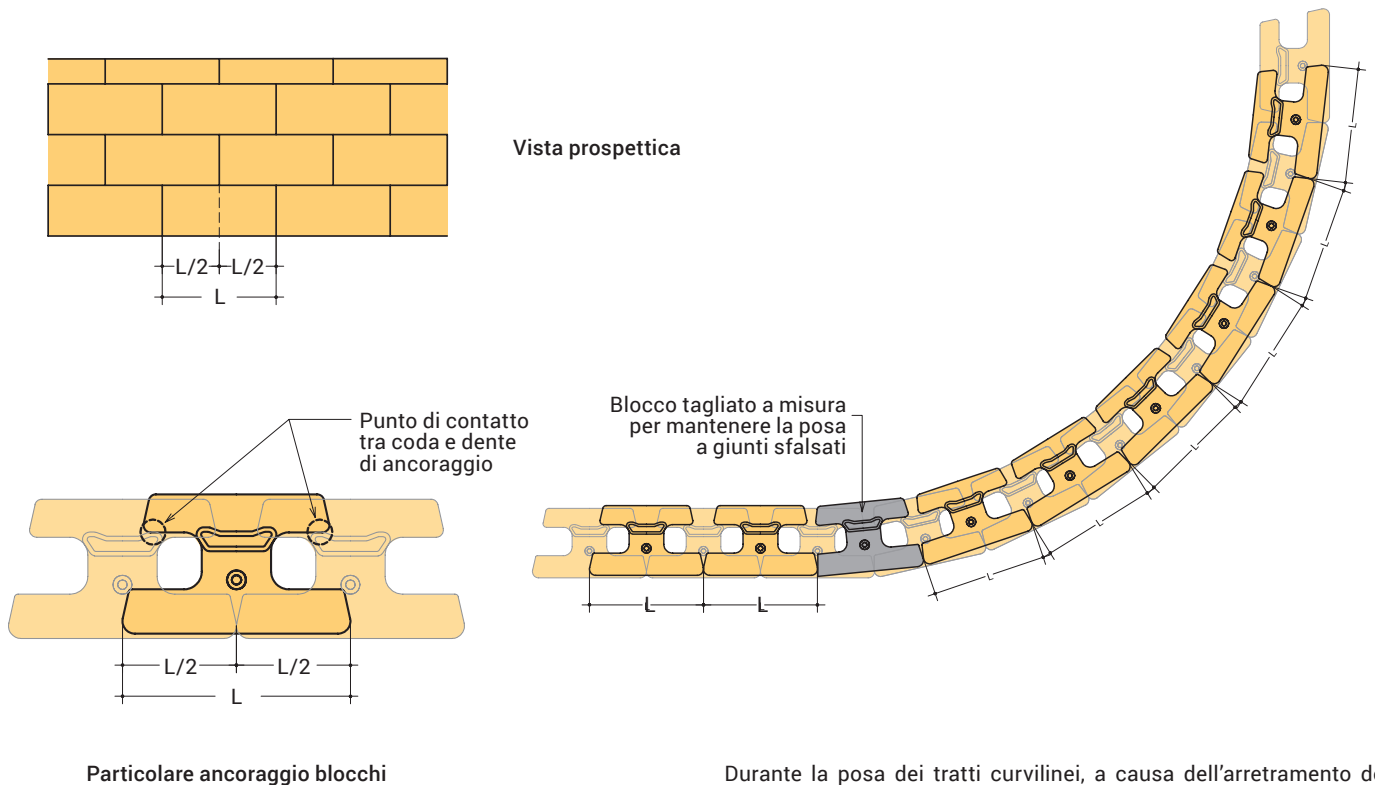 Vista prospettica
L/2
L/2
L
Punto di contatto
tra coda e dente
di ancoraggio
L/2
L/2
L
Particolare ancoraggio blocchi
Blocco tagliato a misura
per mantenere la posa
a giunti sfalsati
L
L
L
L
L
L
L
L
Durante la posa dei tratti curvilinei, a causa dell'arretramento